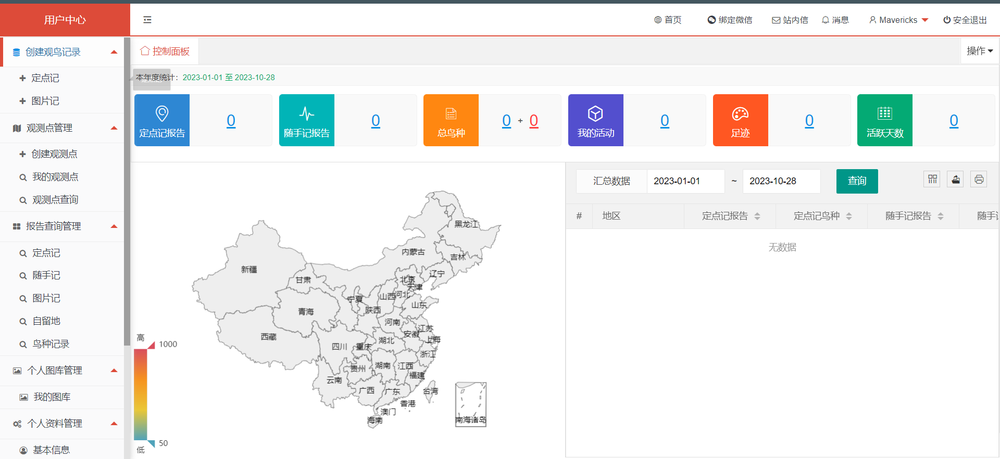 用户中心
首页
绑定微信
站内信
消息
Mavericks
安全退出
创建观鸟记录
定点记
图片记
观测点管理
创建观测点
我的观测点
观测点查询
报告查询管理
定点记
随手记
图片记
自留地
鸟种记录
个人图库管理
我的图库
个人资料管理
基本信息
控制面板
操作
本年度统计：2023-01-01 至 2023-10-28
定点记报告
0
随手记报告
0
总鸟种
0 + 0
我的活动
0
足迹
0
活跃天数
0
黑龙江
内蒙古
吉林
新疆
辽宁
甘肃
北京
天津
宁夏
山西
河北
山东
青海
陕西
河南
江苏
安徽
西藏
上海
四川
重庆
湖北
浙江
贵州
湖南
江西
福建
云南
广西
广东
台湾
香港
澳门
海南
南海诸岛
高
1000
50
低
汇总数据
2023-01-01
~
2023-10-28
查询
#
地区
定点记报告
定点记鸟种
随手记报告
随手
无数据